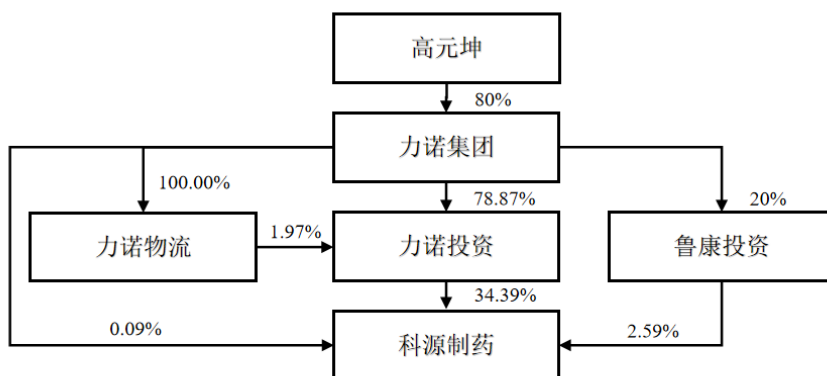 高元坤
80%
力诺集团
100.00%
78.87%
20%
力诺物流
1.97%
力诺投资
鲁康投资
34.39%
0.09%
2.59%
科源制药